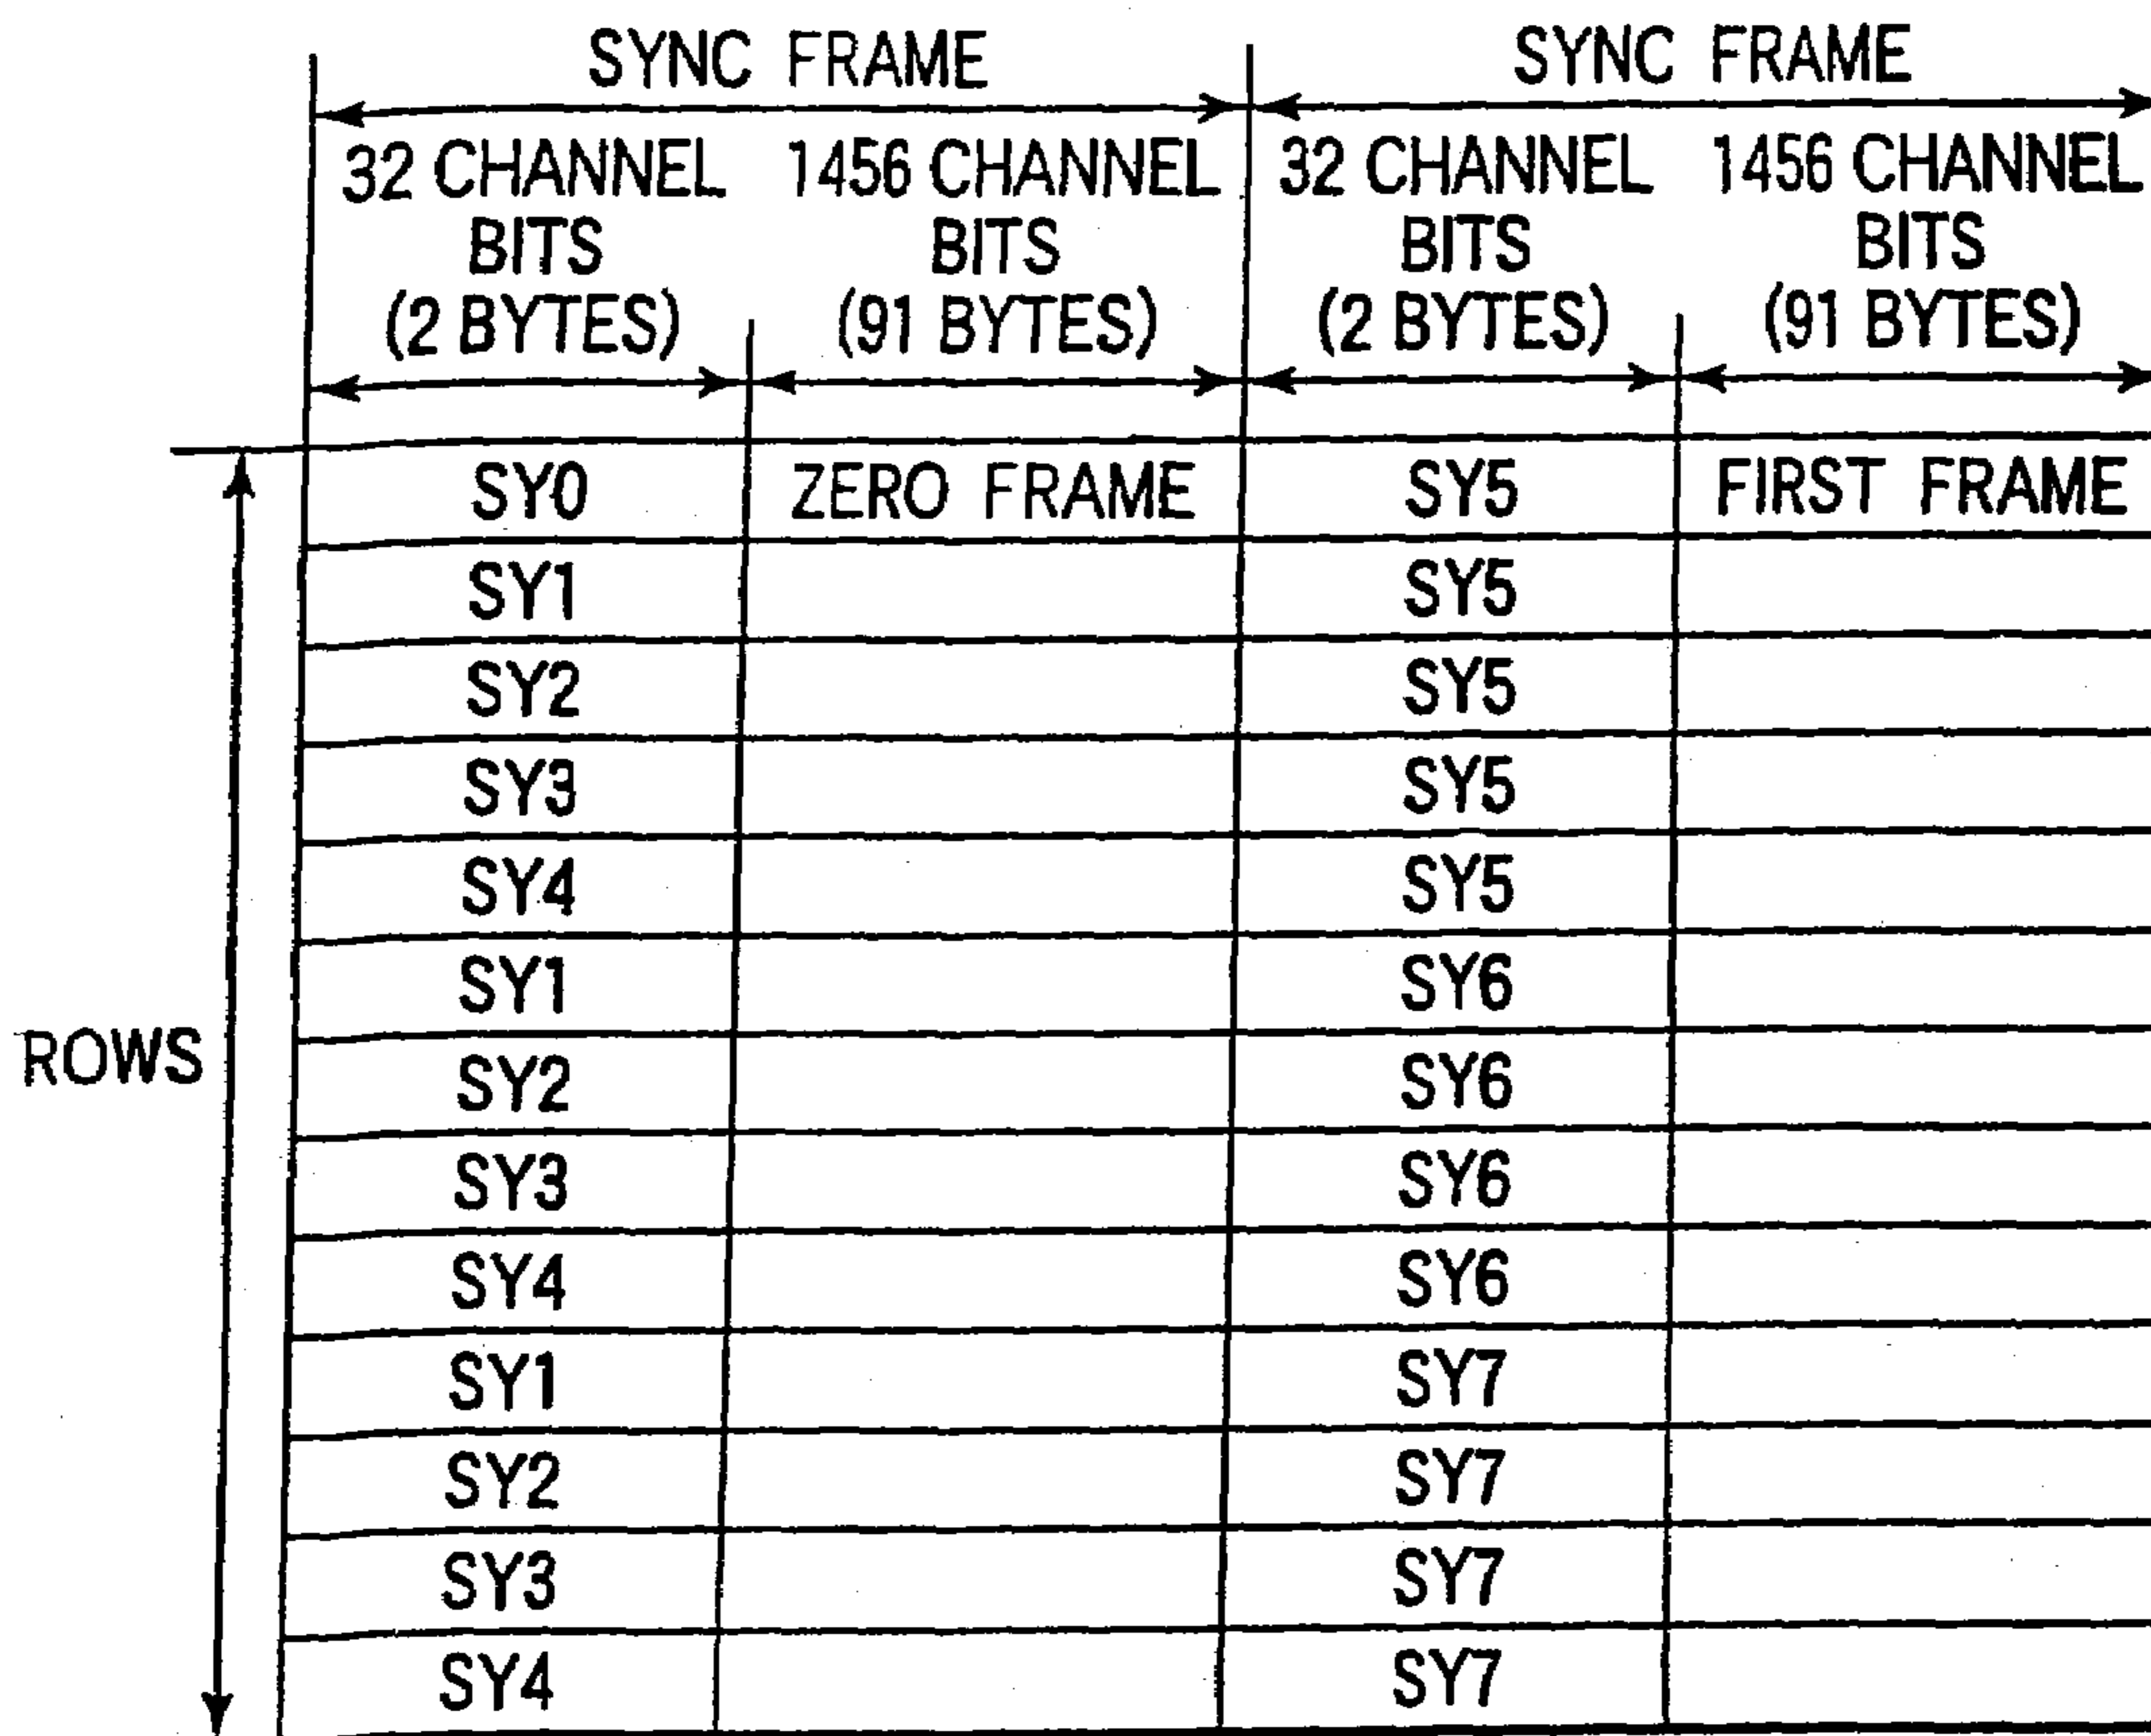 SYNC FRAME SYNC FRAME
32 CHANNEL 1456 CHANNEL 32 CHANNEL 1456 CHANNEL
BITS BITS BITS BITS
(2 BYTES) (91 BYTES) (2 BYTES) (91 BYTES)
SY0 ZERO FRAME SY5 FIRST FRAME
SY1 SY5
SY2 SY5
SY3 SY5
SY4 SY5
SY1 SY6
ROWS SY2 SY6
SY3 SY6
SY4 SY6
SY1 SY7
SY2 SY7
SY3 SY7
SY4 SY7